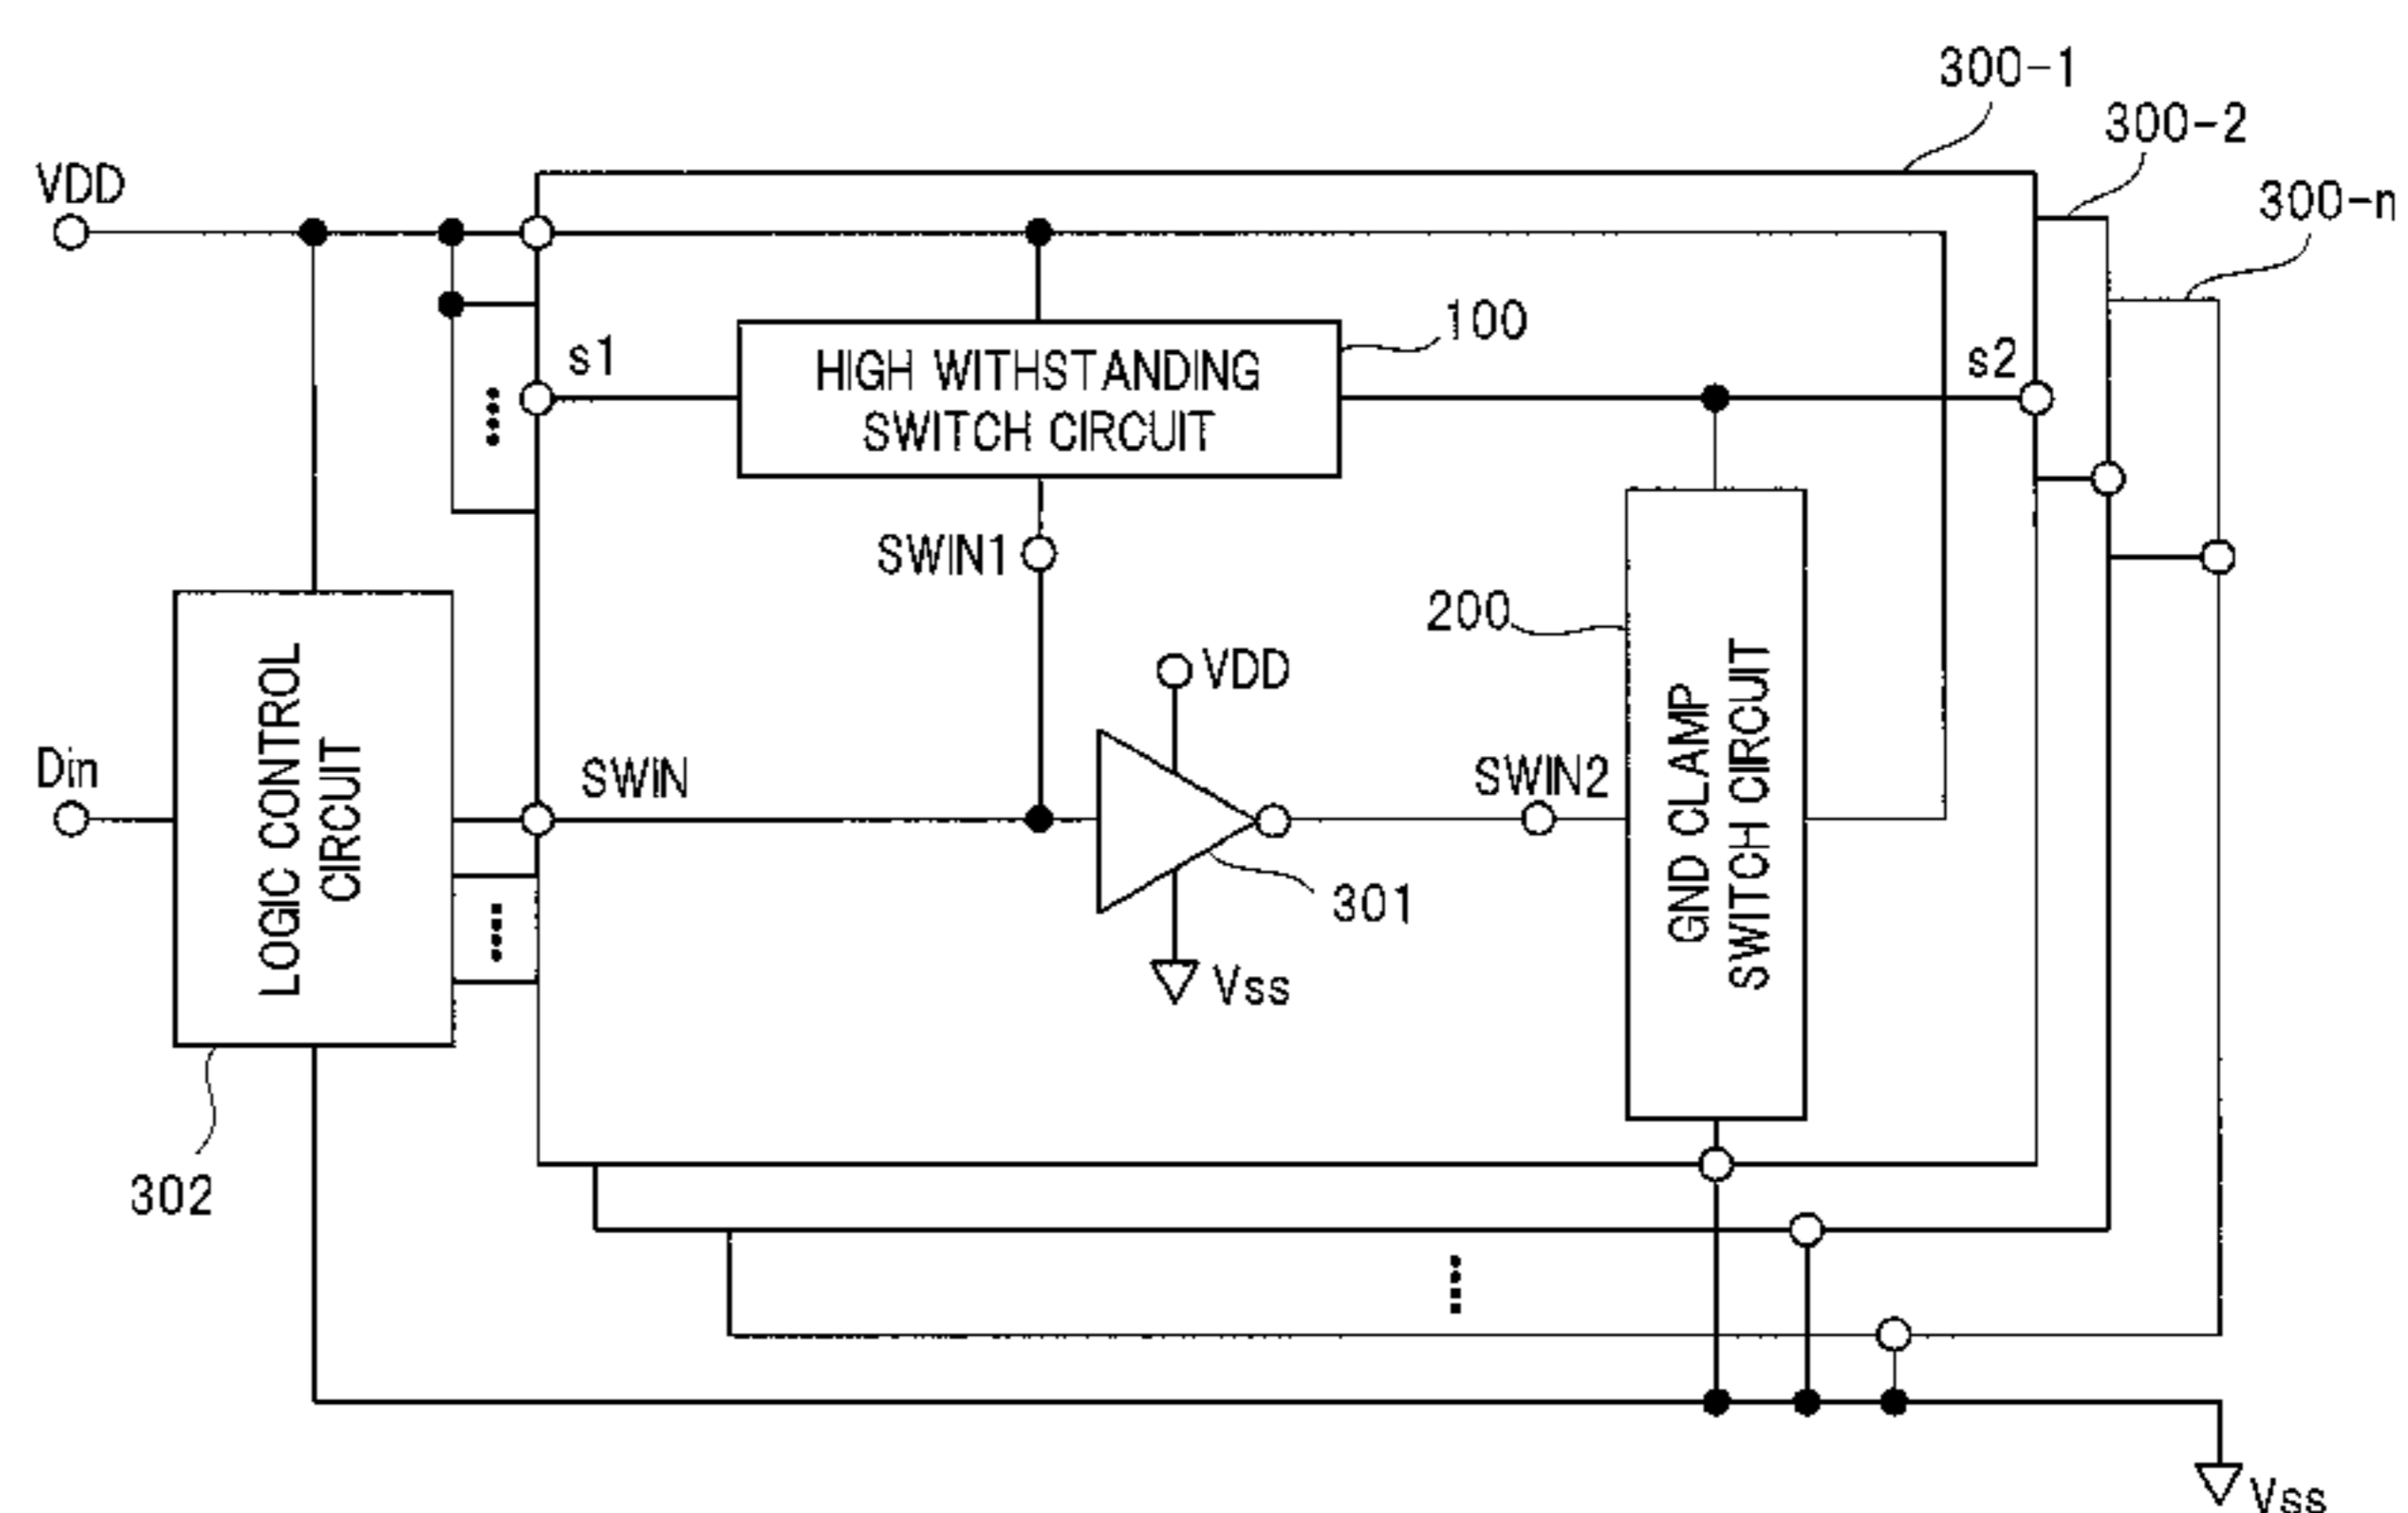 300-1
300-2
300-n
VDD
s1
HIGH WITHSTANDING
SWITCH CIRCUIT
100
s2
SWIN1
200
VDD
Din
LOGIC CONTROL
CIRCUIT
SWIN
SWIN2
GND CLAMP
SWITCH CIRCUIT
301
Vss
302
Vss